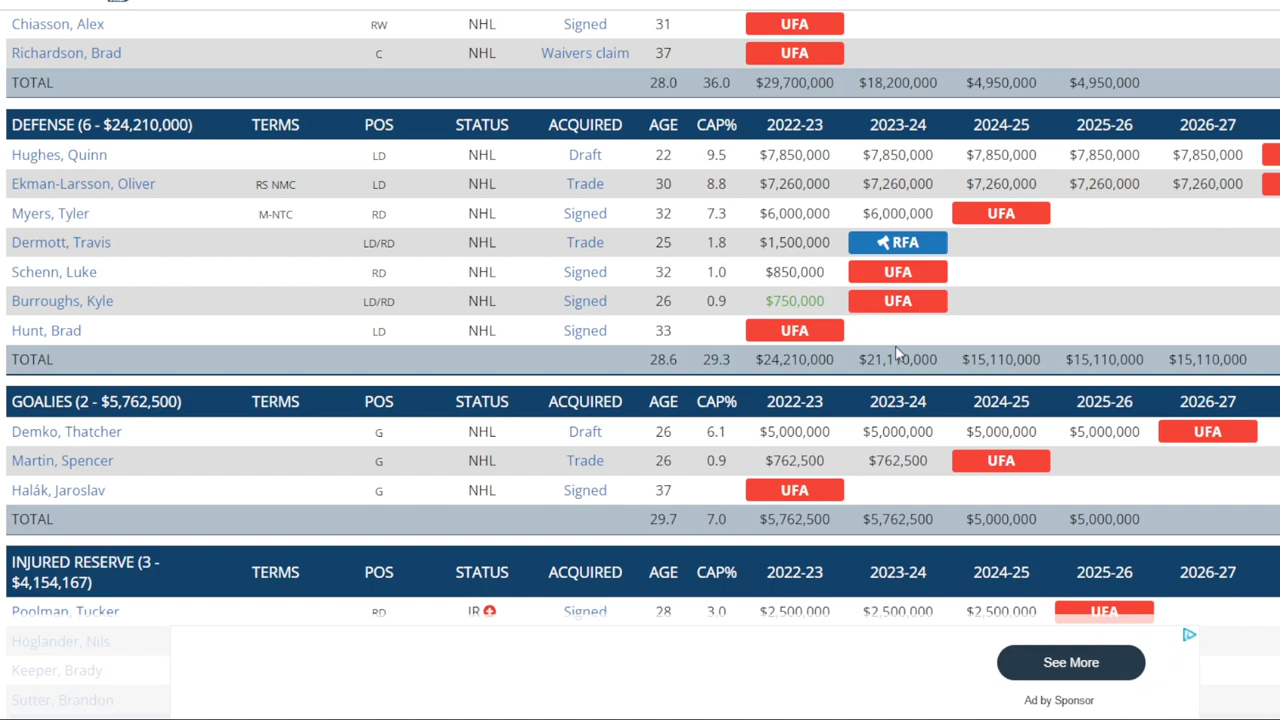 Chiasson, Alex RW NHL Signed 31 UFA
Richardson, Brad C NHL Waivers claim 37 UFA
TOTAL 28.0 36.0 $29,700,000 $18,200,000 $4,950,000 $4,950,000
DEFENSE (6 - $24,210,000) TERMS POS STATUS ACQUIRED AGE CAP% 2022-23 2023-24 2024-25 2025-26 2026-27
Hughes, Quinn LD NHL Draft 22 9.5 $7,850,000 $7,850,000 $7,850,000 $7,850,000 $7,850,000
Ekman-Larsson, Oliver RS NMC LD NHL Trade 30 8.8 $7,260,000 $7,260,000 $7,260,000 $7,260,000 $7,260,000
Myers, Tyler M-NTC RD NHL Signed 32 7.3 $6,000,000 $6,000,000 UFA
Dermott, Travis LD/RD NHL Trade 25 1.8 $1,500,000 RFA
Schenn, Luke RD NHL Signed 32 1.0 $850,000 UFA
Burroughs, Kyle LD/RD NHL Signed 26 0.9 $750,000 UFA
Hunt, Brad LD NHL Signed 33 UFA
TOTAL 28.6 29.3 $24,210,000 $21,110,000 $15,110,000 $15,110,000 $15,110,000
GOALIES (2 - $5,762,500) TERMS POS STATUS ACQUIRED AGE CAP% 2022-23 2023-24 2024-25 2025-26 2026-27
Demko, Thatcher G NHL Draft 26 6.1 $5,000,000 $5,000,000 $5,000,000 $5,000,000 UFA
Martin, Spencer G NHL Trade 26 0.9 $762,500 $762,500 UFA
Halák, Jaroslav G NHL Signed 37 UFA
TOTAL 29.7 7.0 $5,762,500 $5,762,500 $5,000,000 $5,000,000
INJURED RESERVE (3 -
$4,154,167) TERMS POS STATUS ACQUIRED AGE CAP% 2022-23 2023-24 2024-25 2025-26 2026-27
Poolman, Tucker RD IR Signed 28 3.0 $2,500,000 $2,500,000 $2,500,000 UFA
Höglander, Nils
Keeper, Brady
Sutter, Brandon
See More
Ad by Sponsor